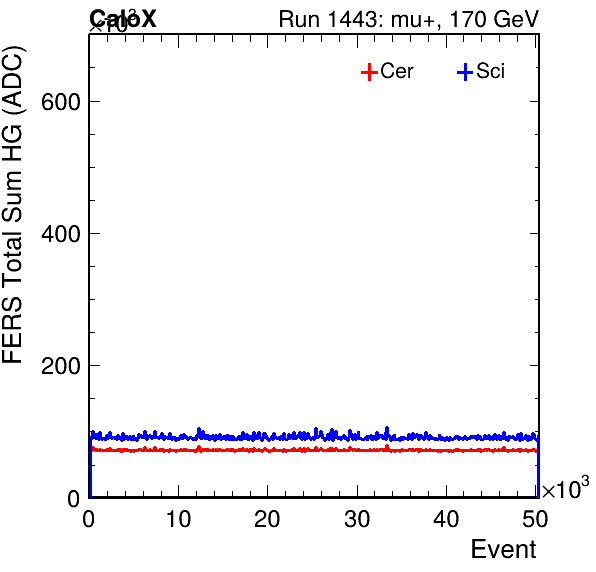 CaloX
×10³
Run 1443: mu+, 170 GeV
FERS Total Sum HG (ADC)
Cer
Sci
600
400
200
0
0 10 20 30 40 50
×10³
Event